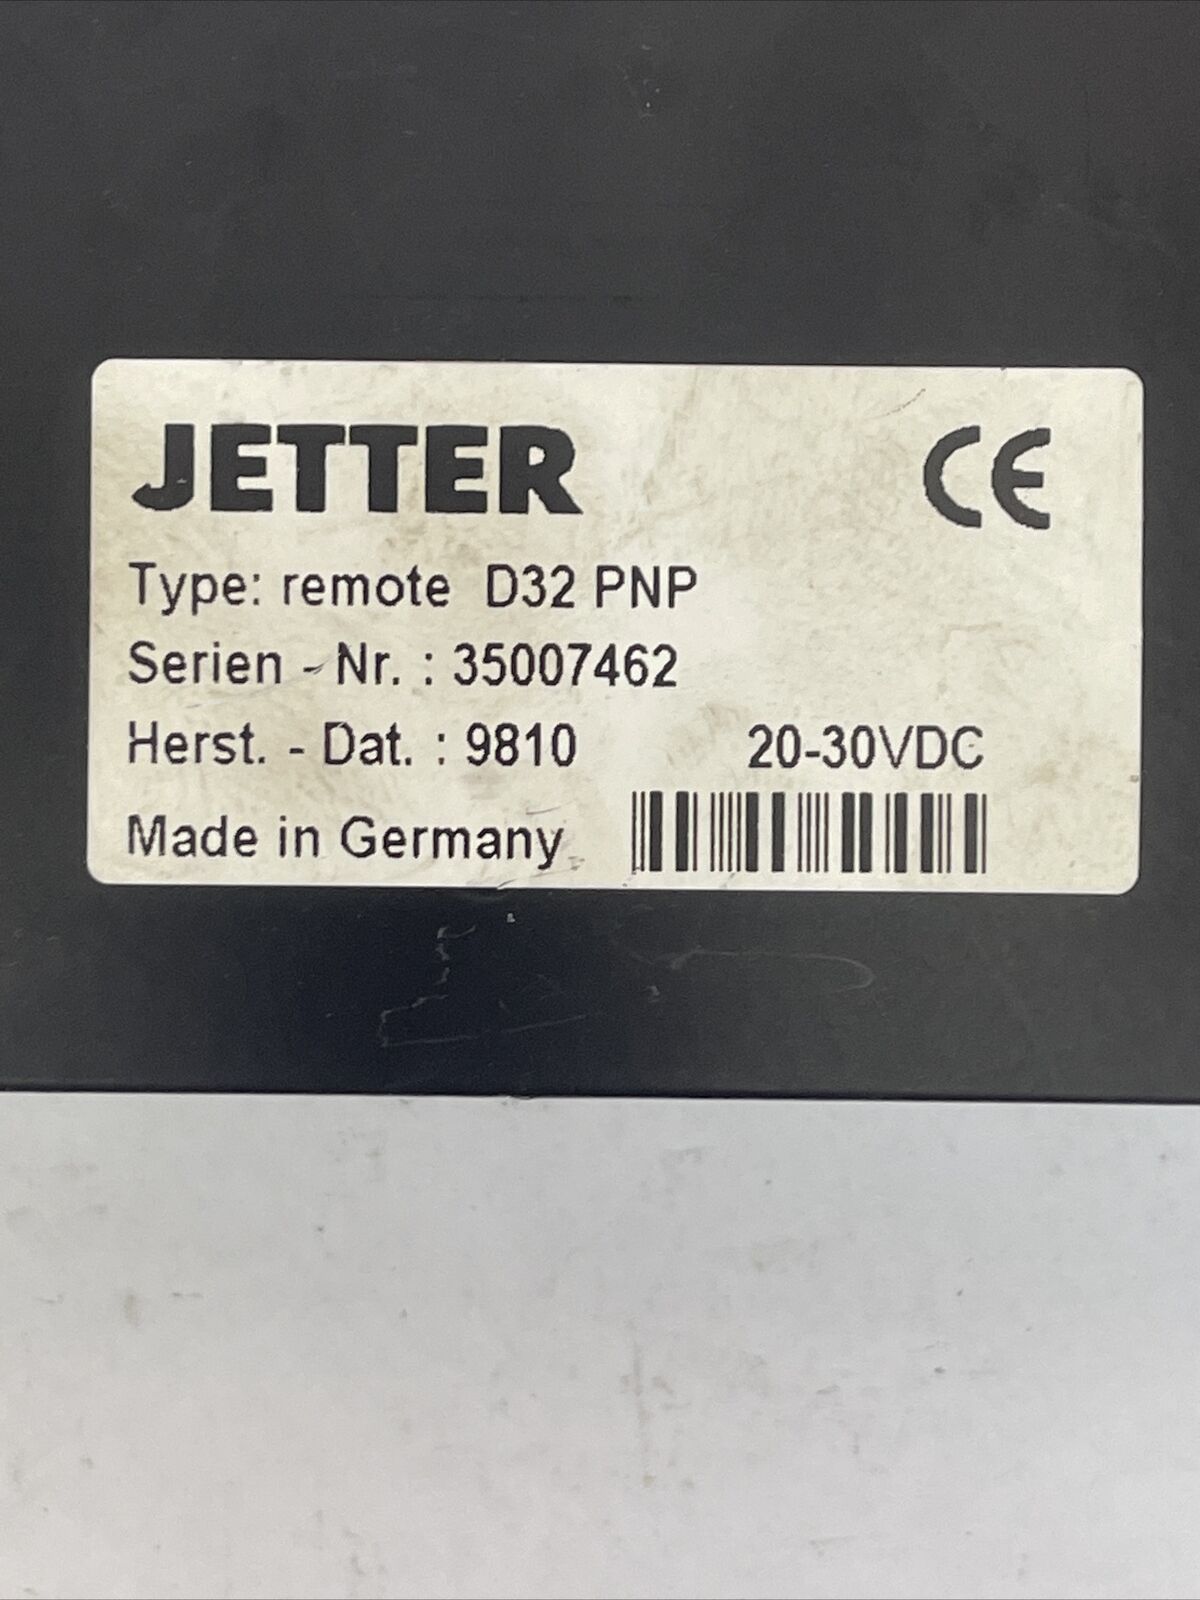 JETTER CE
Type: remote D32 PNP
Serien - Nr. : 35007462
Herst. - Dat. : 9810 20-30VDC
Made in Germany